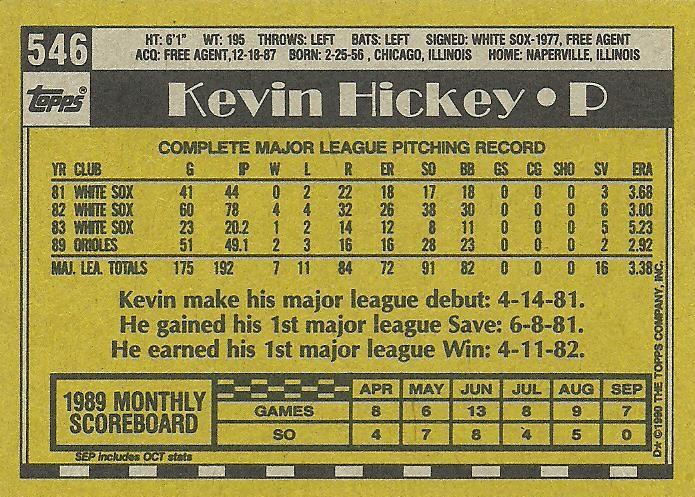 546
HT: 6'1" WT: 195 THROWS: LEFT BATS: LEFT SIGNED: WHITE SOX-1977, FREE AGENT
ACQ: FREE AGENT,12-18-87 BORN: 2-25-56 , CHICAGO, ILLINOIS HOME: NAPERVILLE, ILLINOIS
TOPPS®
Kevin Hickey • P
COMPLETE MAJOR LEAGUE PITCHING RECORD
YR CLUB G IP W L R ER SO BB GS CG SHO SV ERA
81 WHITE SOX 41 44 0 2 22 18 17 18 0 0 0 3 3.68
82 WHITE SOX 60 78 4 4 32 26 38 30 0 0 0 6 3.00
83 WHITE SOX 23 20.2 1 2 14 12 8 11 0 0 0 5 5.23
89 ORIOLES 51 49.1 2 3 16 16 28 23 0 0 0 2 2.92
MAJ. LEA. TOTALS 175 192 7 11 84 72 91 82 0 0 0 16 3.38
Kevin make his major league debut: 4-14-81.
He gained his 1st major league Save: 6-8-81.
He earned his 1st major league Win: 4-11-82.
1989 MONTHLY
SCOREBOARD
APR MAY JUN JUL AUG SEP
GAMES 8 6 13 8 9 7
SO 4 7 8 4 5 0
SEP includes OCT stats
D* © 1990 THE TOPPS COMPANY, INC.